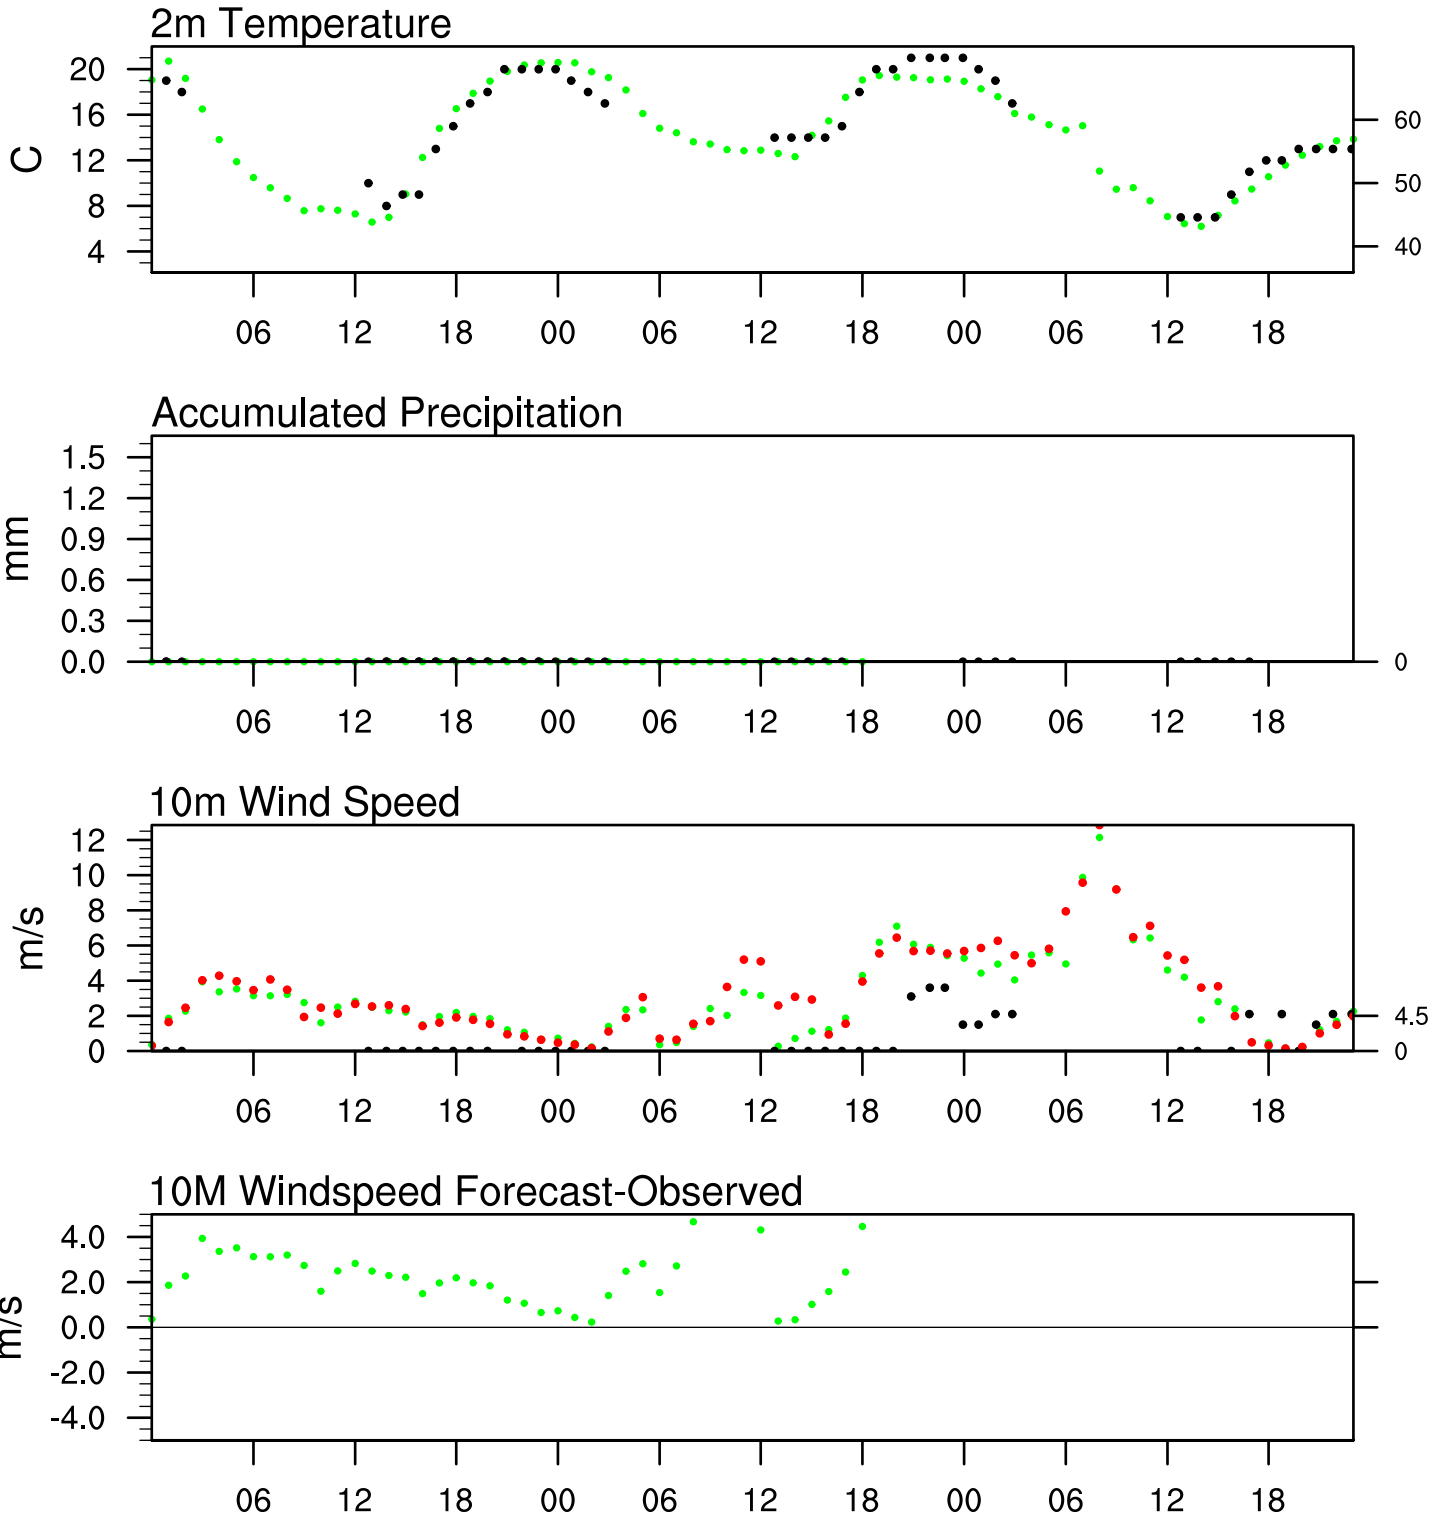 2m Temperature
20
16
12
8
4
C
60
50
40
06 12 18 00 06 12 18 00 06 12 18
Accumulated Precipitation
1.5
1.2
0.9
0.6
0.3
0.0
mm
0
06 12 18 00 06 12 18 00 06 12 18
10m Wind Speed
12
10
8
6
4
2
0
m/s
4.5
0
06 12 18 00 06 12 18 00 06 12 18
10M Windspeed Forecast-Observed
4.0
2.0
0.0
-2.0
-4.0
m/s
06 12 18 00 06 12 18 00 06 12 18